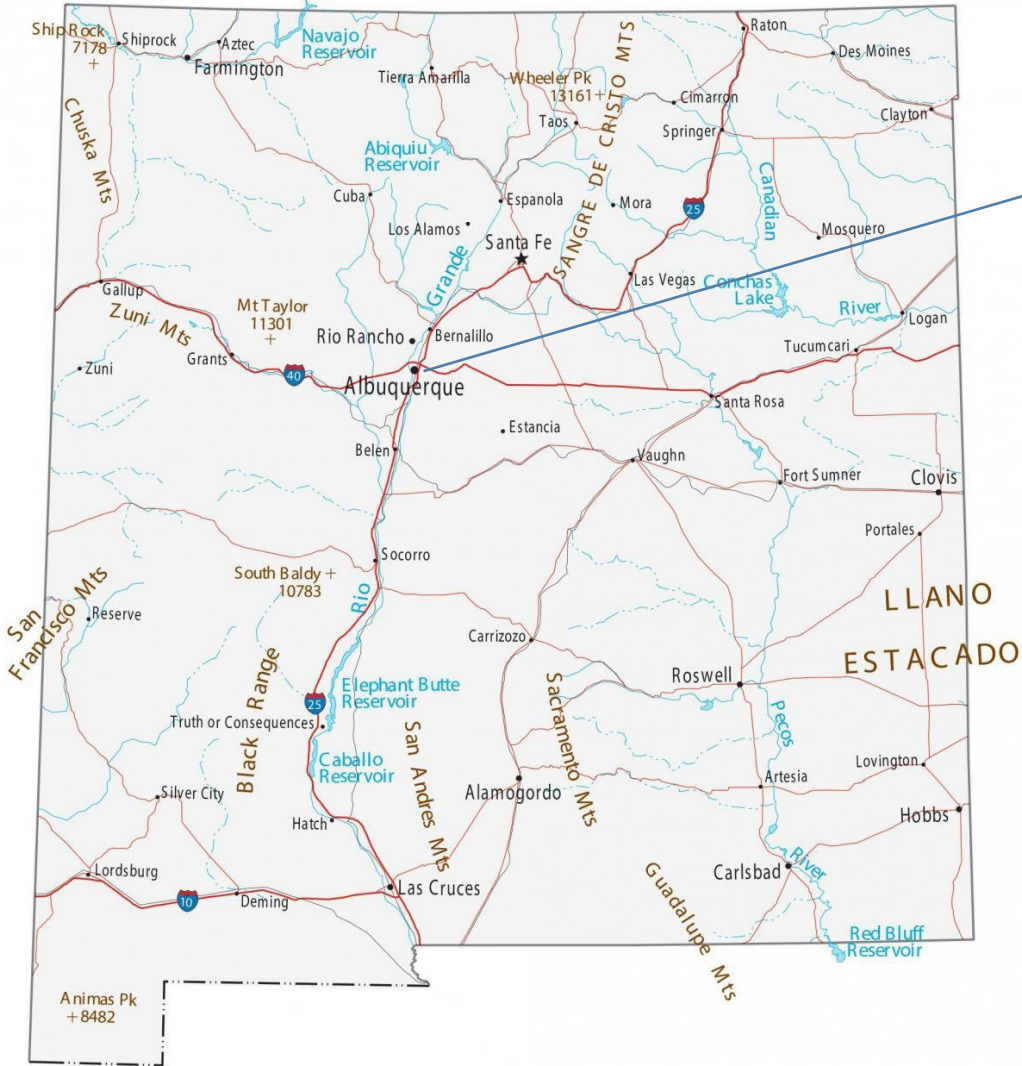 Ship Rock
7178
Shiprock
Aztec
Farmington
Navajo
Reservoir
Tierra Amarilla
Wheeler Pk
13161
Raton
Des Moines
Cimarron
Clayton
Taos
Springer
Chuska Mts
Abiquiu
Reservoir
SANGRE DE CRISTO MTS
Canadian
Cuba
Espanola
Mora
25
Los Alamos
Mosquero
Santa Fe
Grande
Las Vegas
Conchas
Lake
River
Gallup
Zuni Mts
Mt Taylor
11301
Rio Rancho
Bernalillo
Logan
Tucumcari
Zuni
Grants
40
Albuquerque
Santa Rosa
Estancia
Belen
Vaughn
Fort Sumner
Clovis
Portales
Socorro
South Baldy
10783
Rio
San
Francisco Mts
Reserve
LLANO
ESTACADO
Carrizozo
Roswell
Black Range
25
Elephant Butte
Reservoir
Truth or Consequences
Sacramento Mts
Pecos
San Andres Mts
Caballo
Reservoir
Lovington
Alamogordo
Artesia
Silver City
Hatch
Hobbs
Lordsburg
Carlsbad
River
Las Cruces
10
Deming
Guadalupe Mts
Red Bluff
Reservoir
Animas Pk
8482